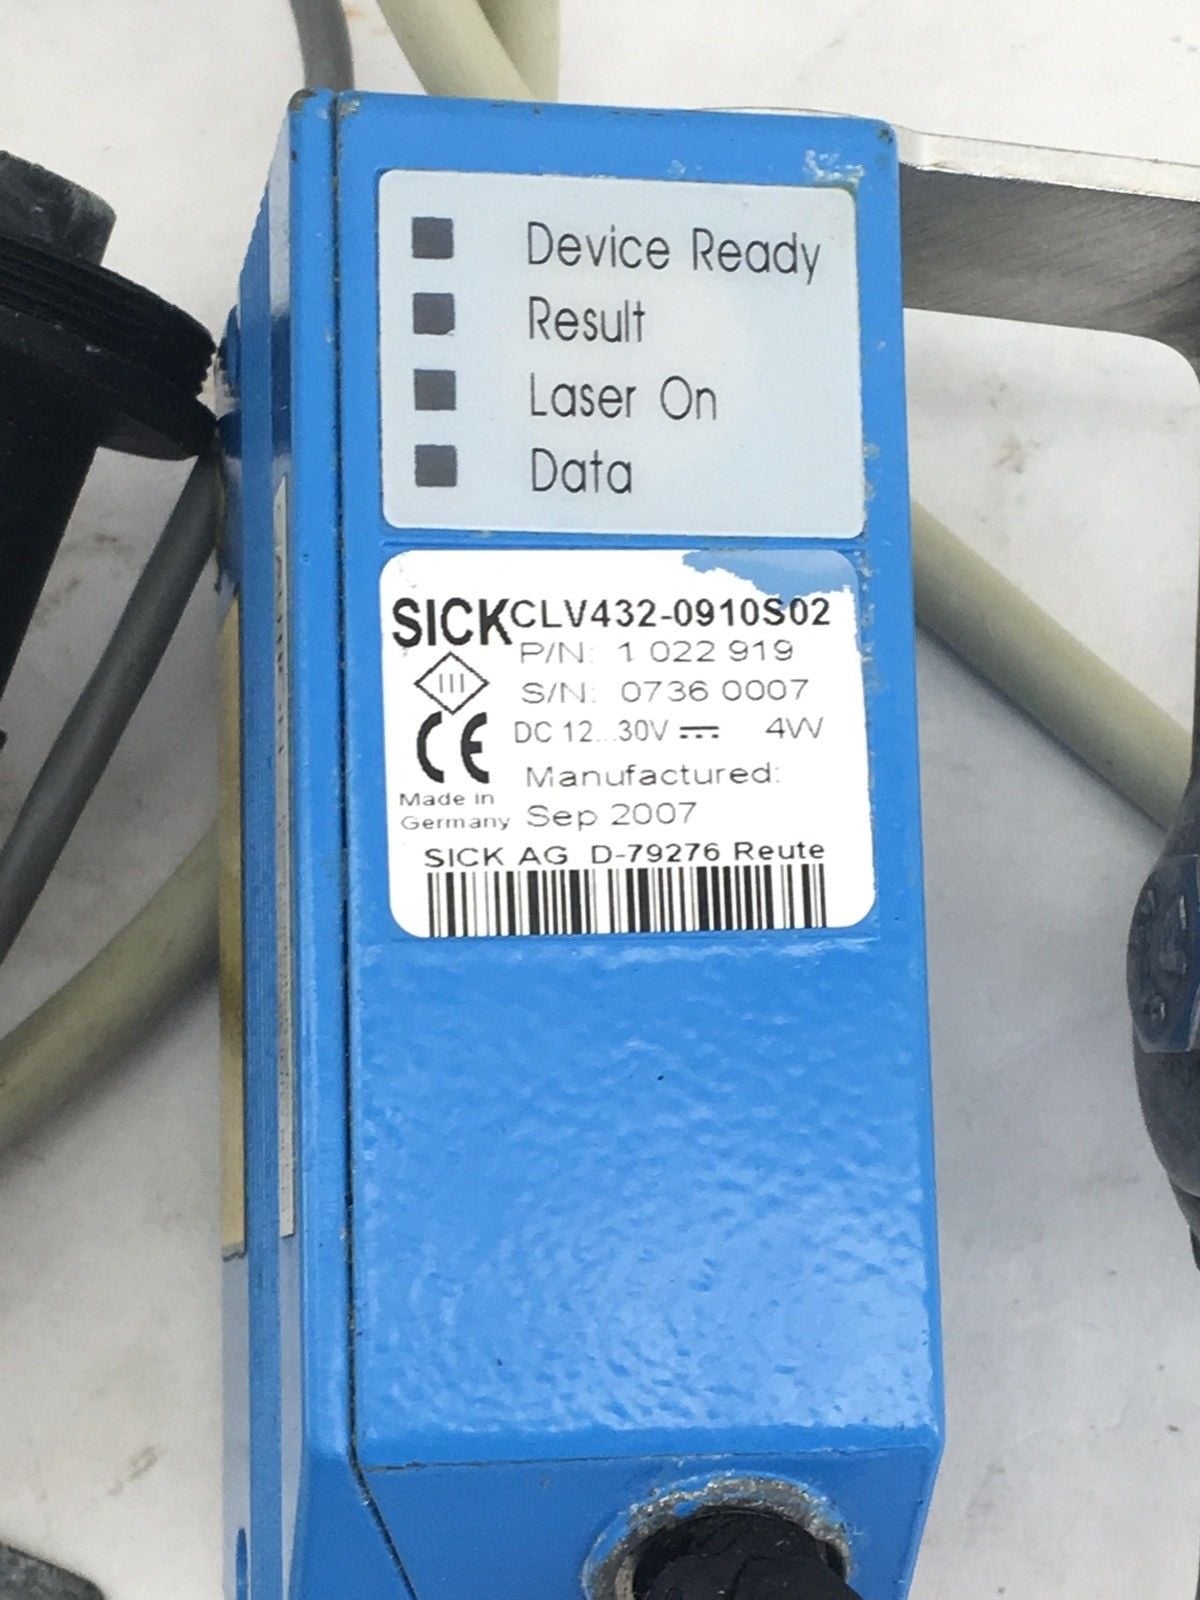 Device Ready
Result
Laser On
Data
SICK CLV432-0910S02
P/N: 1 022 919
S/N: 0736 0007
CE DC 12...30V 4W
Manufactured:
Made in
Germany Sep 2007
SICK AG D-79276 Reute